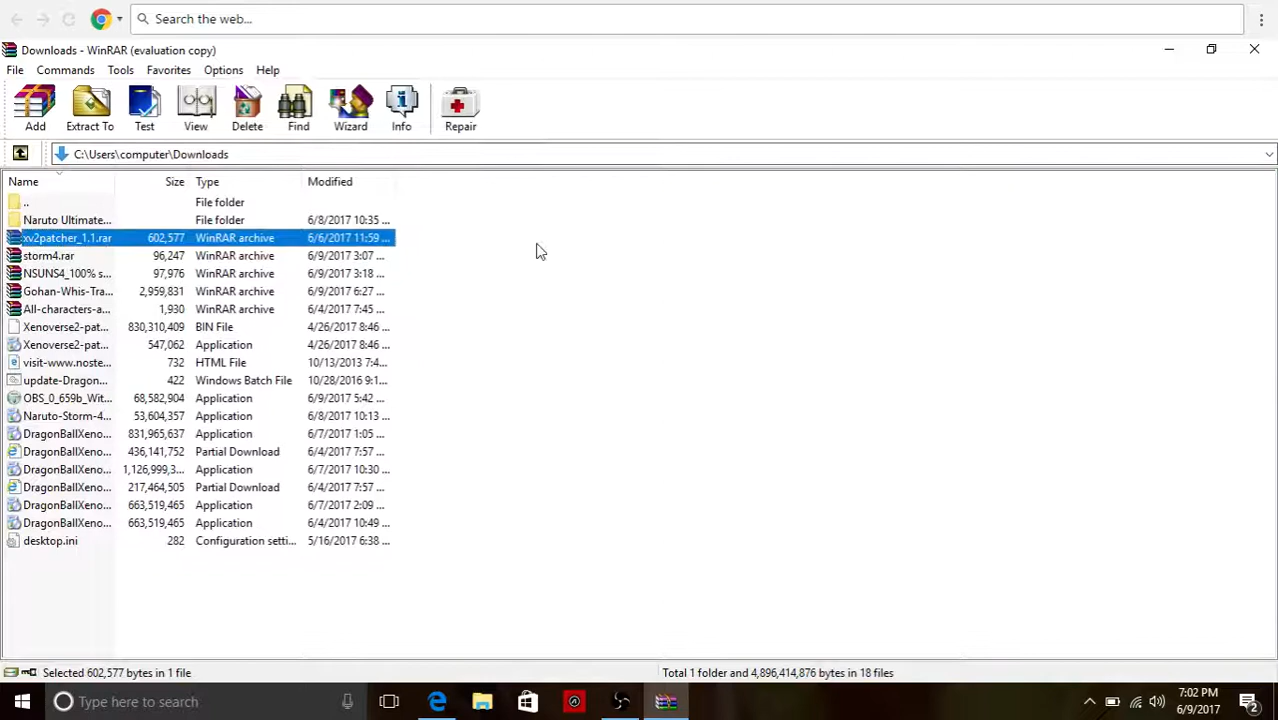 Search the web...
Downloads - WinRAR (evaluation copy)
File Commands Tools Favorites Options Help
Add Extract To Test View Delete Find Wizard Info Repair
C:\Users\computer\Downloads
Name Size Type Modified
.. File folder
Naruto Ultimate... File folder 6/8/2017 10:35 ...
xv2patcher_1.1.rar 602,577 WinRAR archive 6/6/2017 11:59 ...
storm4.rar 96,247 WinRAR archive 6/9/2017 3:07 ...
NSUNS4_100% s... 97,976 WinRAR archive 6/9/2017 3:18 ...
Gohan-Whis-Tra... 2,959,831 WinRAR archive 6/9/2017 6:27 ...
All-characters-a... 1,930 WinRAR archive 6/4/2017 7:45 ...
Xenoverse2-pat... 830,310,409 BIN File 4/26/2017 8:46 ...
Xenoverse2-pat... 547,062 Application 4/26/2017 8:46 ...
visit-www.noste... 732 HTML File 10/13/2013 7:4...
update-Dragon... 422 Windows Batch File 10/28/2016 9:1...
OBS_0_659b_Wit... 68,582,904 Application 6/9/2017 5:42 ...
Naruto-Storm-4... 53,604,357 Application 6/8/2017 10:13 ...
DragonBallXeno... 831,965,637 Application 6/7/2017 1:05 ...
DragonBallXeno... 436,141,752 Partial Download 6/4/2017 7:57 ...
DragonBallXeno... 1,126,999,3... Application 6/7/2017 10:30 ...
DragonBallXeno... 217,464,505 Partial Download 6/4/2017 7:57 ...
DragonBallXeno... 663,519,465 Application 6/7/2017 2:09 ...
DragonBallXeno... 663,519,465 Application 6/4/2017 10:49 ...
desktop.ini 282 Configuration setti... 5/16/2017 6:38 ...
Selected 602,577 bytes in 1 file Total 1 folder and 4,896,414,876 bytes in 18 files
Type here to search 7:02 PM
6/9/2017 2